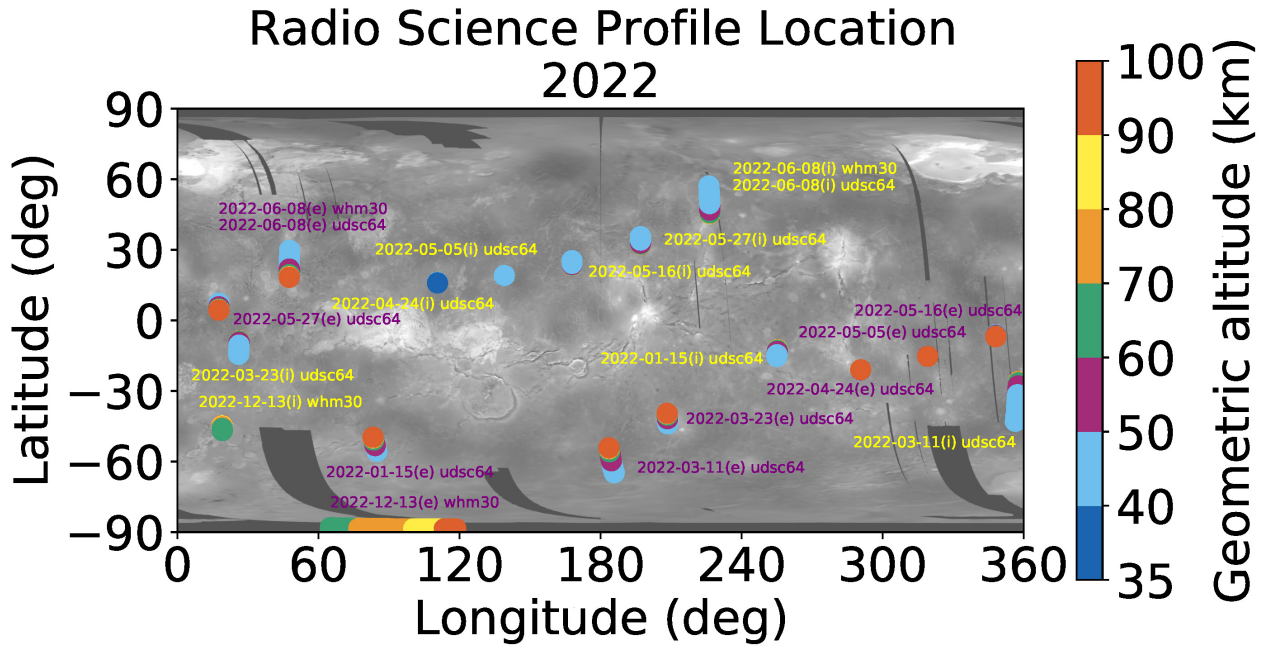 Radio Science Profile Location
2022
Geometric altitude (km)
100
90
80
70
60
50
40
35
Latitude (deg)
90
60
30
0
−30
−60
−90
2022-06-08(i) whm30
2022-06-08(i) udsc64
2022-06-08(e) whm30
2022-06-08(e) udsc64
2022-05-27(i) udsc64
2022-05-05(i) udsc64
2022-05-16(i) udsc64
2022-04-24(i) udsc64
2022-05-16(e) udsc64
2022-05-27(e) udsc64
2022-05-05(e) udsc64
2022-01-15(i) udsc64
2022-03-23(i) udsc64
2022-04-24(e) udsc64
2022-12-13(i) whm30
2022-03-23(e) udsc64
2022-03-11(i) udsc64
2022-03-11(e) udsc64
2022-01-15(e) udsc64
2022-12-13(e) whm30
0 60 120 180 240 300 360
Longitude (deg)